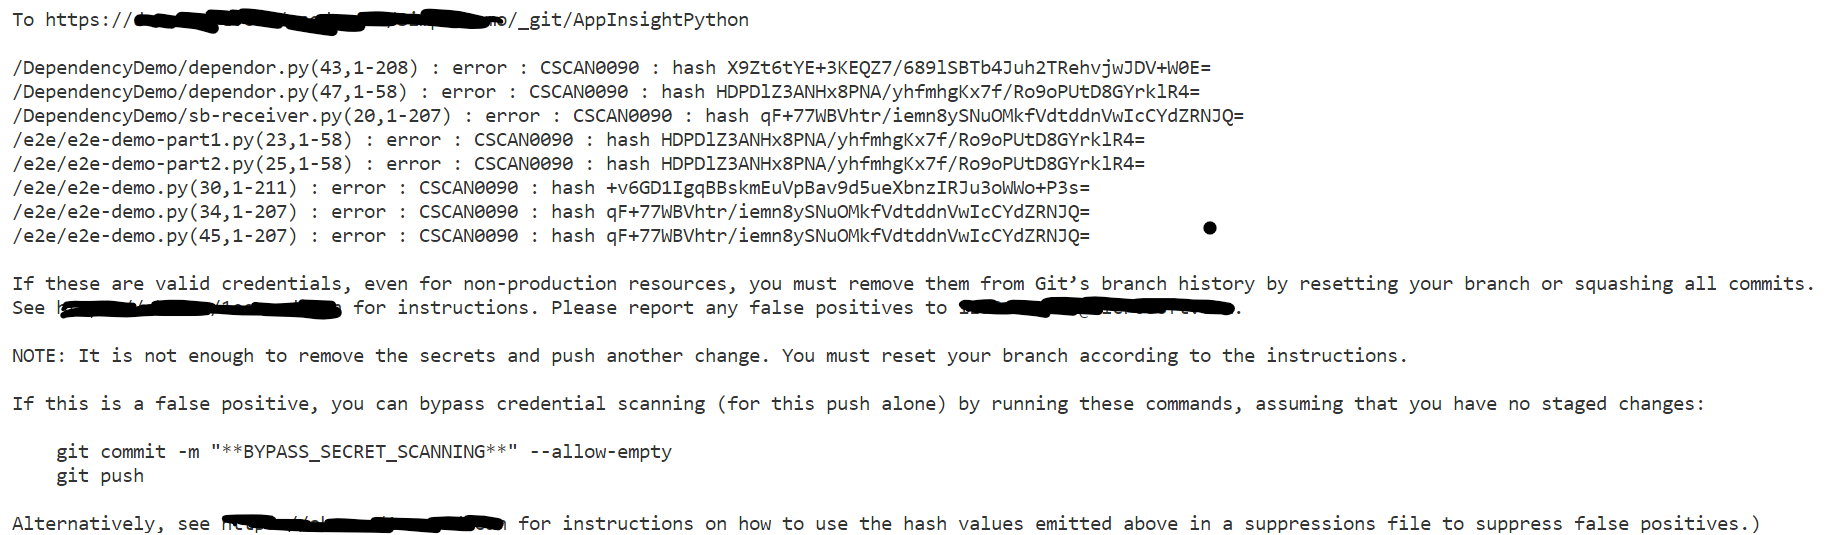 To https:// /_git/AppInsightPython
/DependencyDemo/dependor.py(43,1-208) : error : CSCAN0090 : hash X9Zt6tYE+3KEQZ7/689lSBTb4Juh2TRehvjwJDV+W0E=
/DependencyDemo/dependor.py(47,1-58) : error : CSCAN0090 : hash HDPDlZ3ANHx8PNA/yhfmhgKx7f/Ro9oPUtD8GYrklR4=
/DependencyDemo/sb-receiver.py(20,1-207) : error : CSCAN0090 : hash qF+77WBVhtr/iemn8ySNuOMkfVdtddnVwIcCYdZRNJQ=
/e2e/e2e-demo-part1.py(23,1-58) : error : CSCAN0090 : hash HDPDlZ3ANHx8PNA/yhfmhgKx7f/Ro9oPUtD8GYrklR4=
/e2e/e2e-demo-part2.py(25,1-58) : error : CSCAN0090 : hash HDPDlZ3ANHx8PNA/yhfmhgKx7f/Ro9oPUtD8GYrklR4=
/e2e/e2e-demo.py(30,1-211) : error : CSCAN0090 : hash +v6GD1IgqBBskmEuVpBav9d5ueXbnzIRJu3oWWo+P3s=
/e2e/e2e-demo.py(34,1-207) : error : CSCAN0090 : hash qF+77WBVhtr/iemn8ySNuOMkfVdtddnVwIcCYdZRNJQ=
/e2e/e2e-demo.py(45,1-207) : error : CSCAN0090 : hash qF+77WBVhtr/iemn8ySNuOMkfVdtddnVwIcCYdZRNJQ=
If these are valid credentials, even for non-production resources, you must remove them from Git’s branch history by resetting your branch or squashing all commits.
See for instructions. Please report any false positives to .
NOTE: It is not enough to remove the secrets and push another change. You must reset your branch according to the instructions.
If this is a false positive, you can bypass credential scanning (for this push alone) by running these commands, assuming that you have no staged changes:
git commit -m "**BYPASS_SECRET_SCANNING**" --allow-empty
git push
Alternatively, see for instructions on how to use the hash values emitted above in a suppressions file to suppress false positives.)